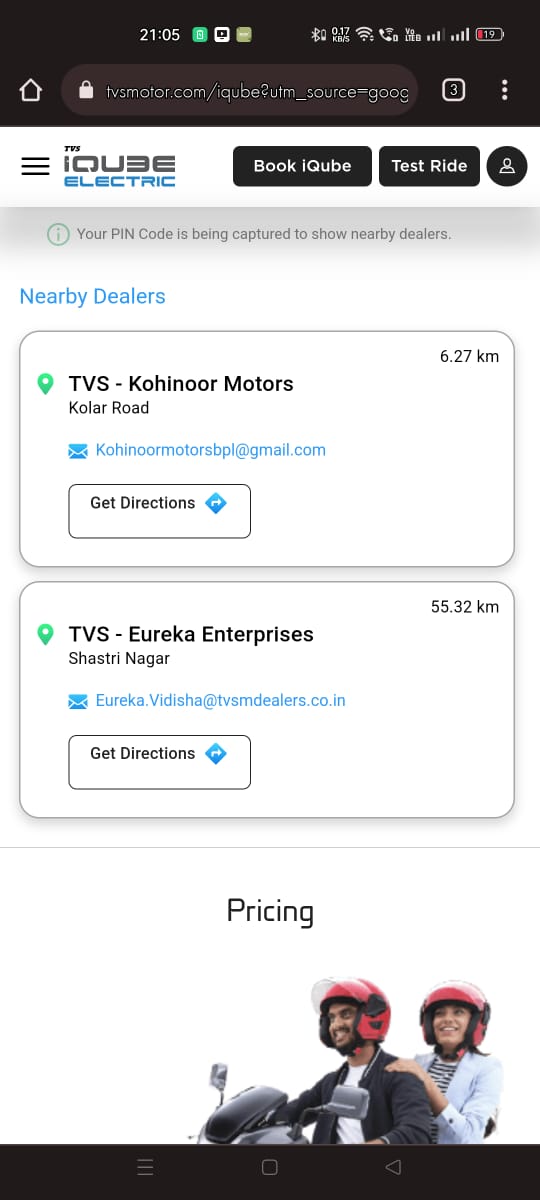 21:05
0.17
KB/S
Vo
LTE
19
tvsmotor.com/iqube?utm_source=goog
3
TVS
iQUBE
ELECTRIC
Book iQube
Test Ride
Your PIN Code is being captured to show nearby dealers.
Nearby Dealers
6.27 km
TVS - Kohinoor Motors
Kolar Road
Kohinoormotorsbpl@gmail.com
Get Directions
55.32 km
TVS - Eureka Enterprises
Shastri Nagar
Eureka.Vidisha@tvsmdealers.co.in
Get Directions
Pricing